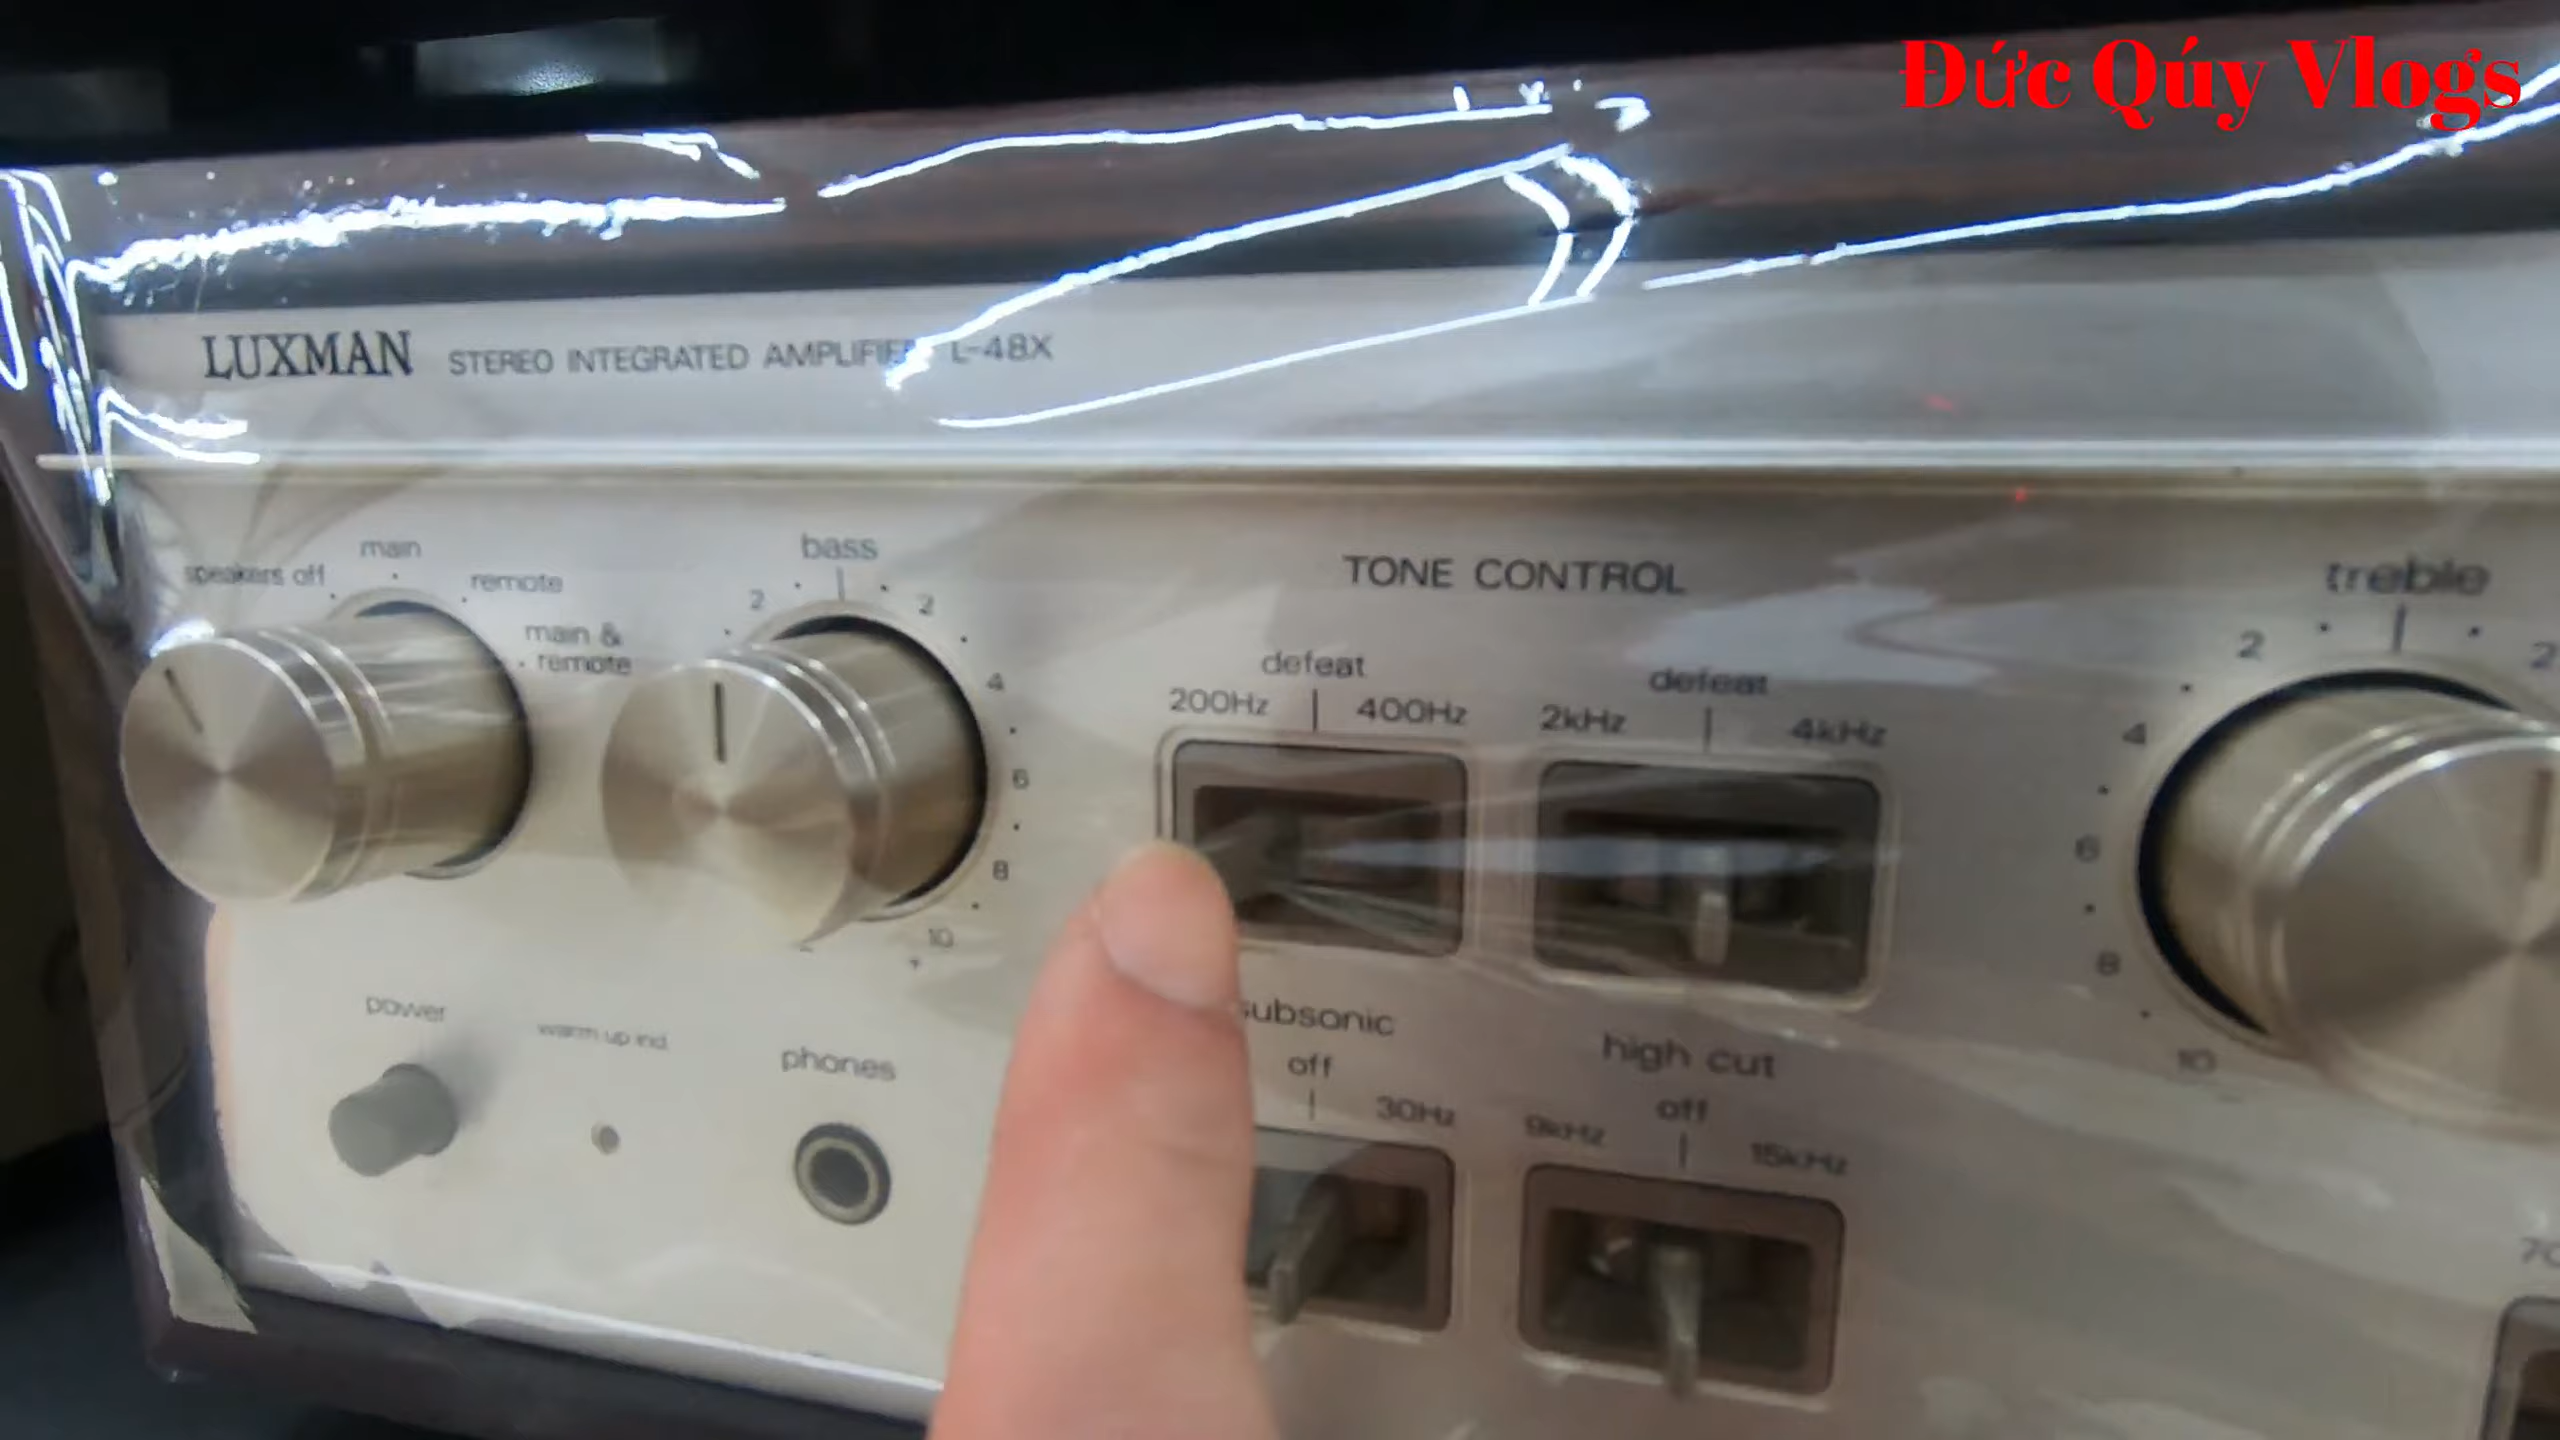 Đức Qúy Vlogs
LUXMAN STEREO INTEGRATED AMPLIFIER L-48X
main
speakers off
remote
main &
remote
bass
2
2
4
6
8
10
TONE CONTROL
defeat
200Hz
400Hz
defeat
2kHz
4kHz
treble
2
2
4
6
8
10
power
warm up ind.
phones
subsonic
off
30Hz
high cut
off
9kHz
15kHz